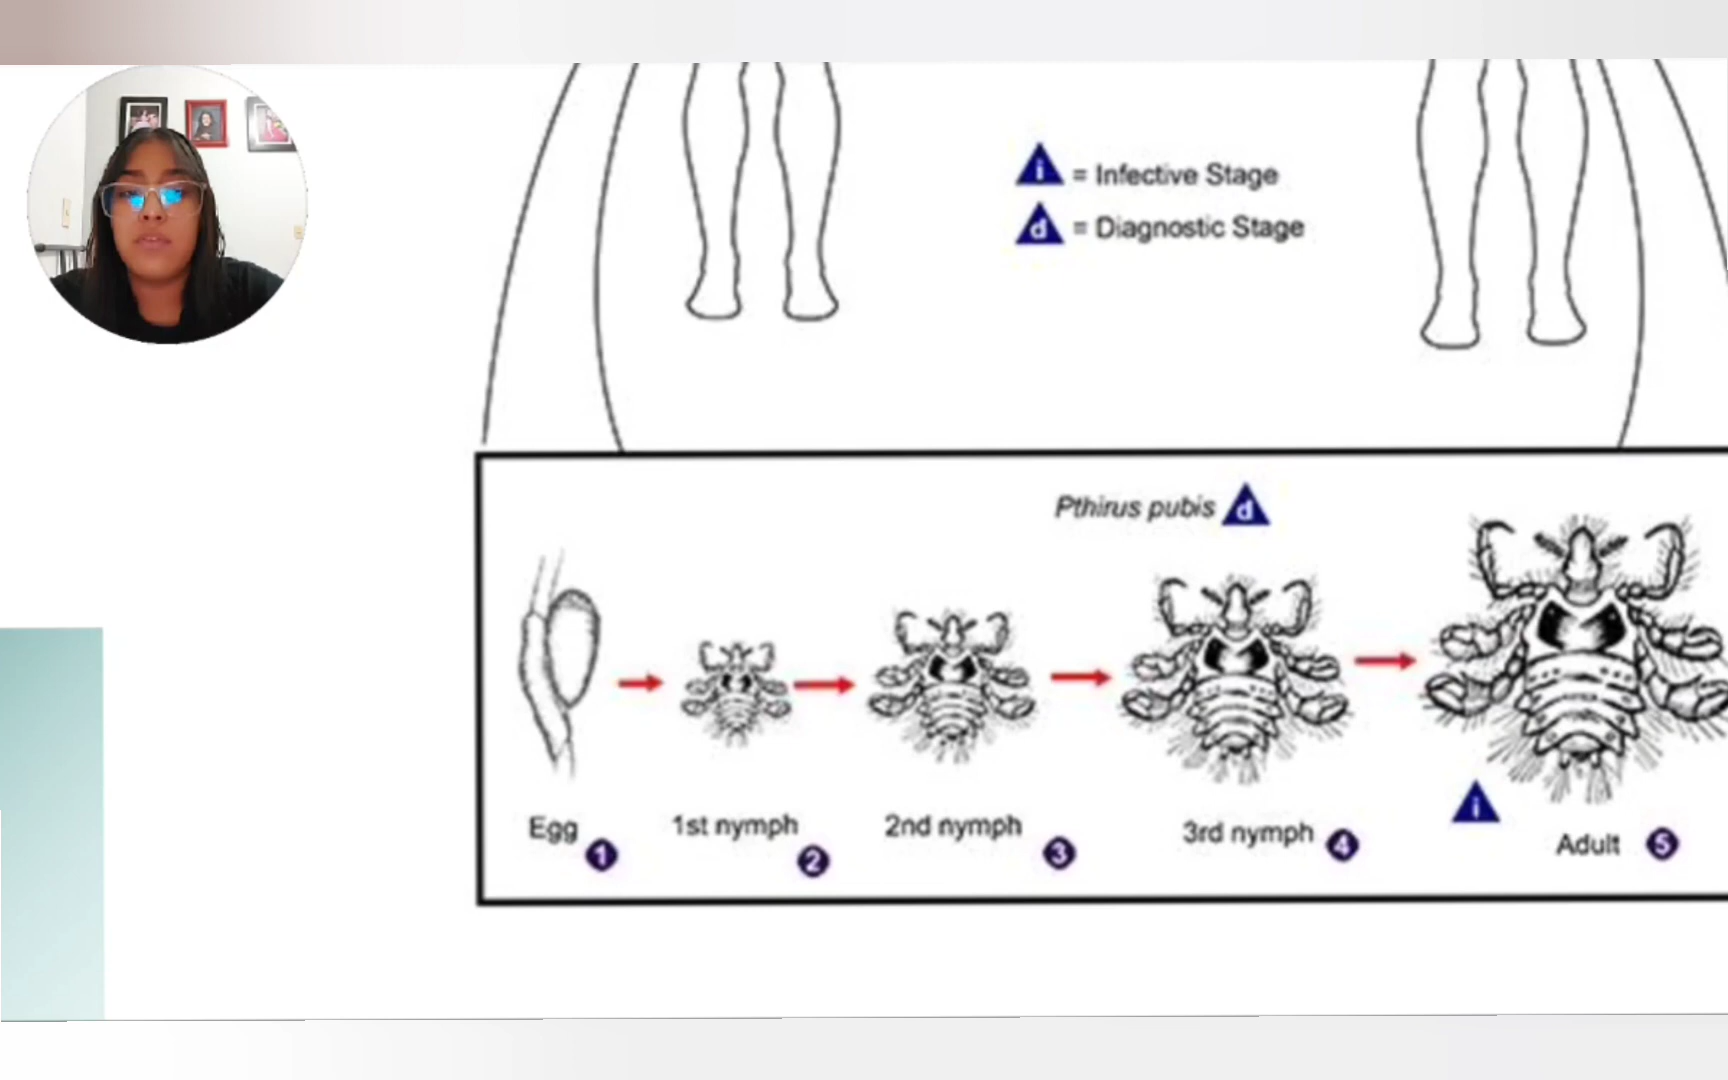 i = Infective Stage
d = Diagnostic Stage
Pthirus pubis d
i
Egg 1
1st nymph 2
2nd nymph 3
3rd nymph 4
Adult 5